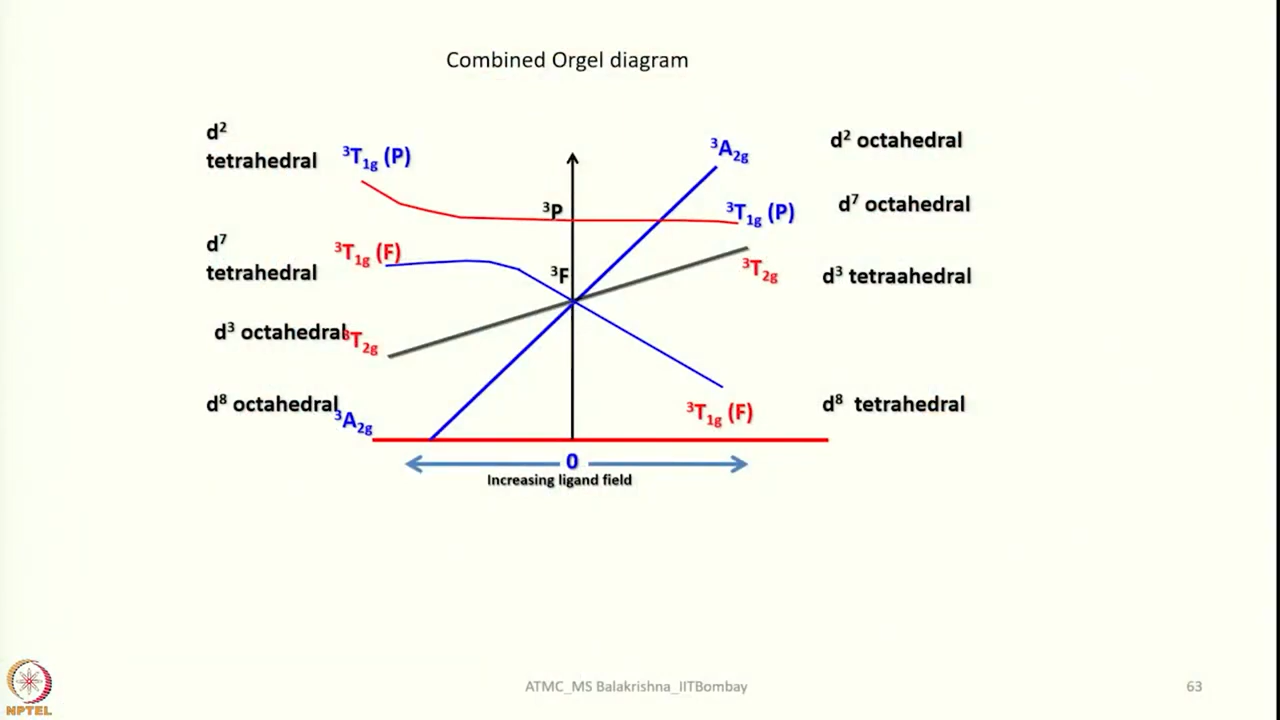 Combined Orgel diagram
d²
tetrahedral
³T₁g (P)
³A₂g
d² octahedral
³P
³T₁g (P)
d⁷ octahedral
d⁷
tetrahedral
³T₁g (F)
³F
³T₂g
d³ tetraahedral
d³ octahedral
³T₂g
d⁸ octahedral
³A₂g
³T₁g (F)
d⁸ tetrahedral
0
Increasing ligand field
NPTEL
ATMC_MS Balakrishna_IITBombay
63